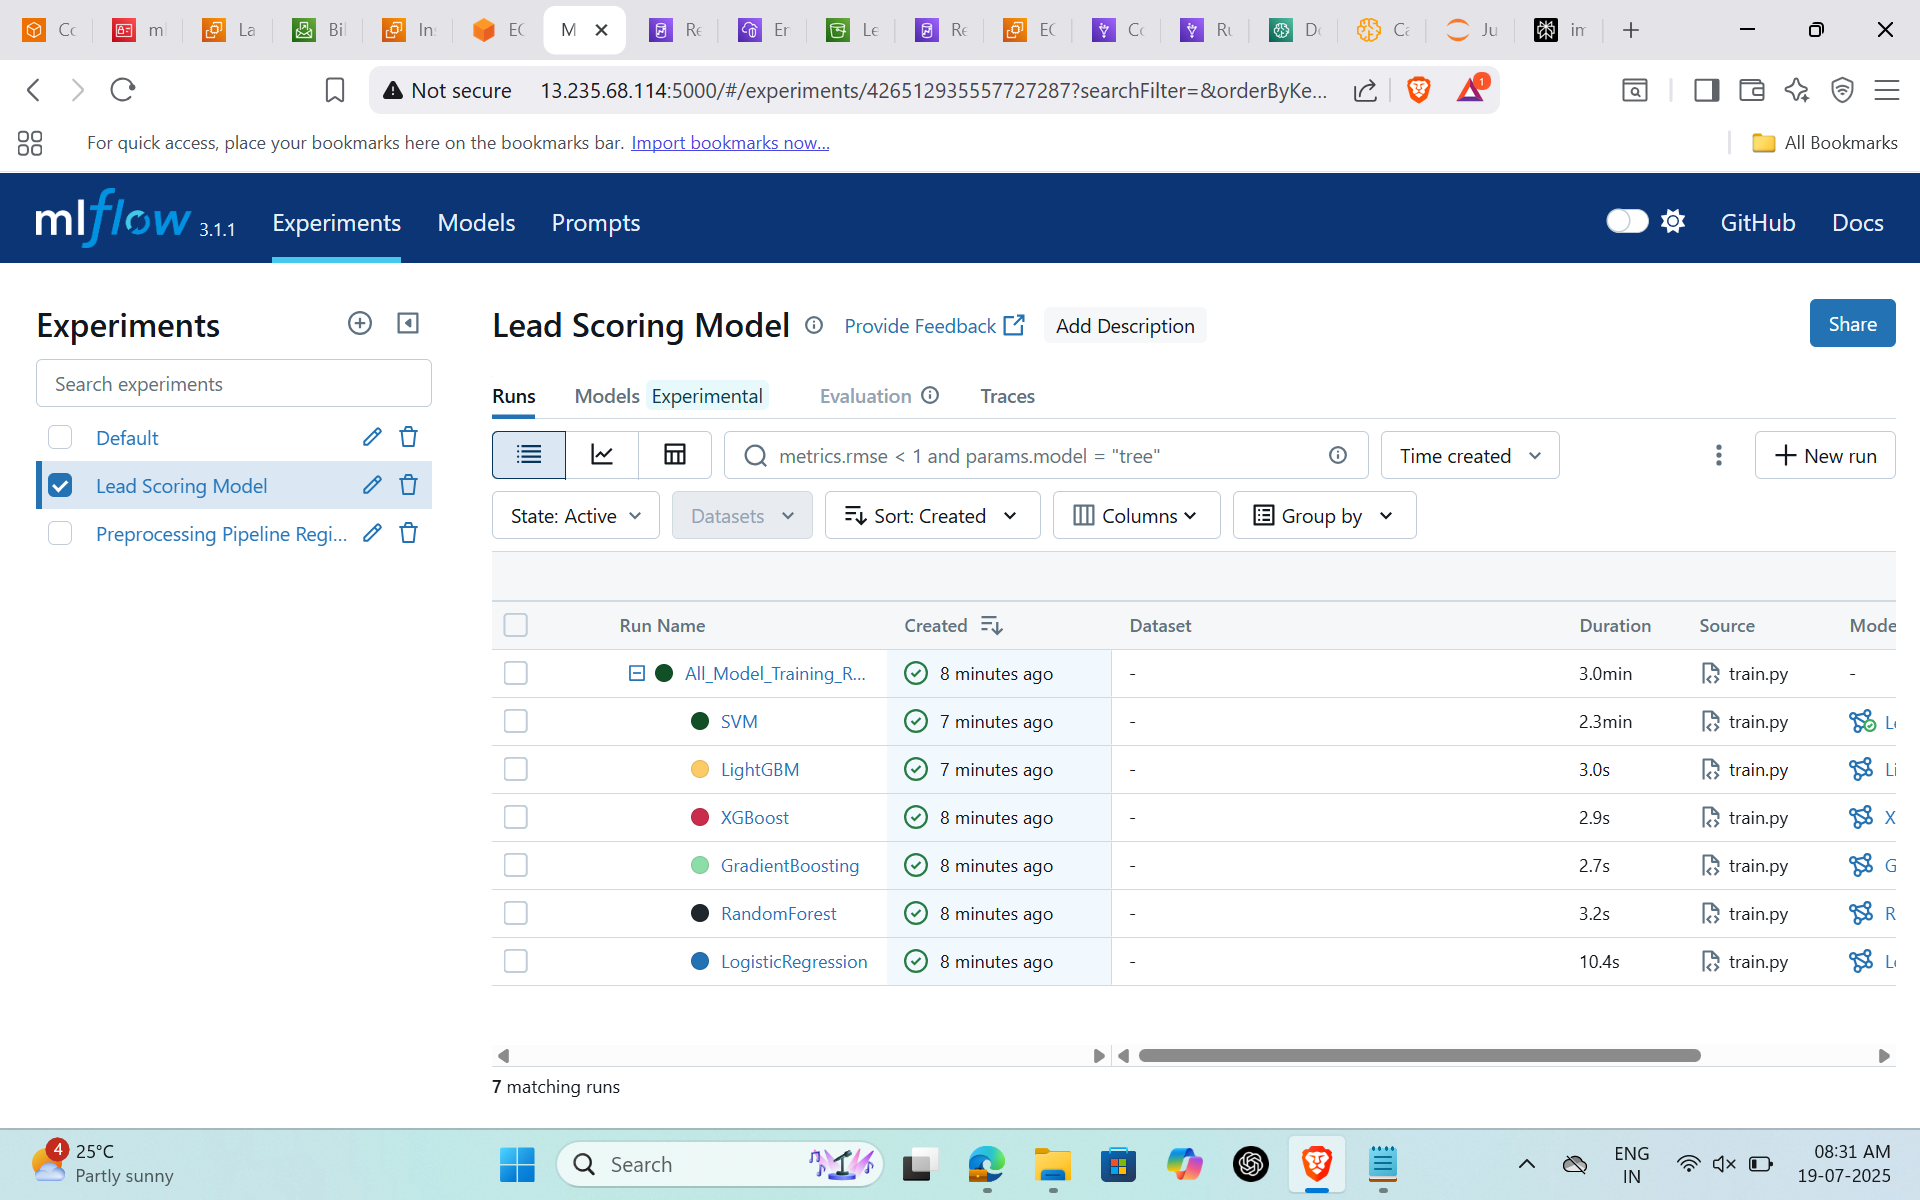 Cc
ml
La
Bil
Ins
EC
M
Re
Er
Le
Re
EC
Cc
Ru
Dc
Ca
Ju
im
Not secure 13.235.68.114:5000/#/experiments/426512935557727287?searchFilter=&orderByKe...
1
For quick access, place your bookmarks here on the bookmarks bar. Import bookmarks now...
All Bookmarks
mlflow 3.1.1 Experiments Models Prompts GitHub Docs
Experiments
Search experiments
Default
Lead Scoring Model
Preprocessing Pipeline Regi...
Lead Scoring Model Provide Feedback Add Description Share
Runs Models Experimental Evaluation Traces
metrics.rmse < 1 and params.model = "tree" Time created New run
State: Active Datasets Sort: Created Columns Group by
Run Name Created Dataset Duration Source Mode
All_Model_Training_R... 8 minutes ago - 3.0min train.py -
SVM 7 minutes ago - 2.3min train.py Lo
LightGBM 7 minutes ago - 3.0s train.py Li
XGBoost 8 minutes ago - 2.9s train.py X
GradientBoosting 8 minutes ago - 2.7s train.py G
RandomForest 8 minutes ago - 3.2s train.py R
LogisticRegression 8 minutes ago - 10.4s train.py Lo
7 matching runs
4
25°C
Partly sunny
Search
ENG
IN
08:31 AM
19-07-2025